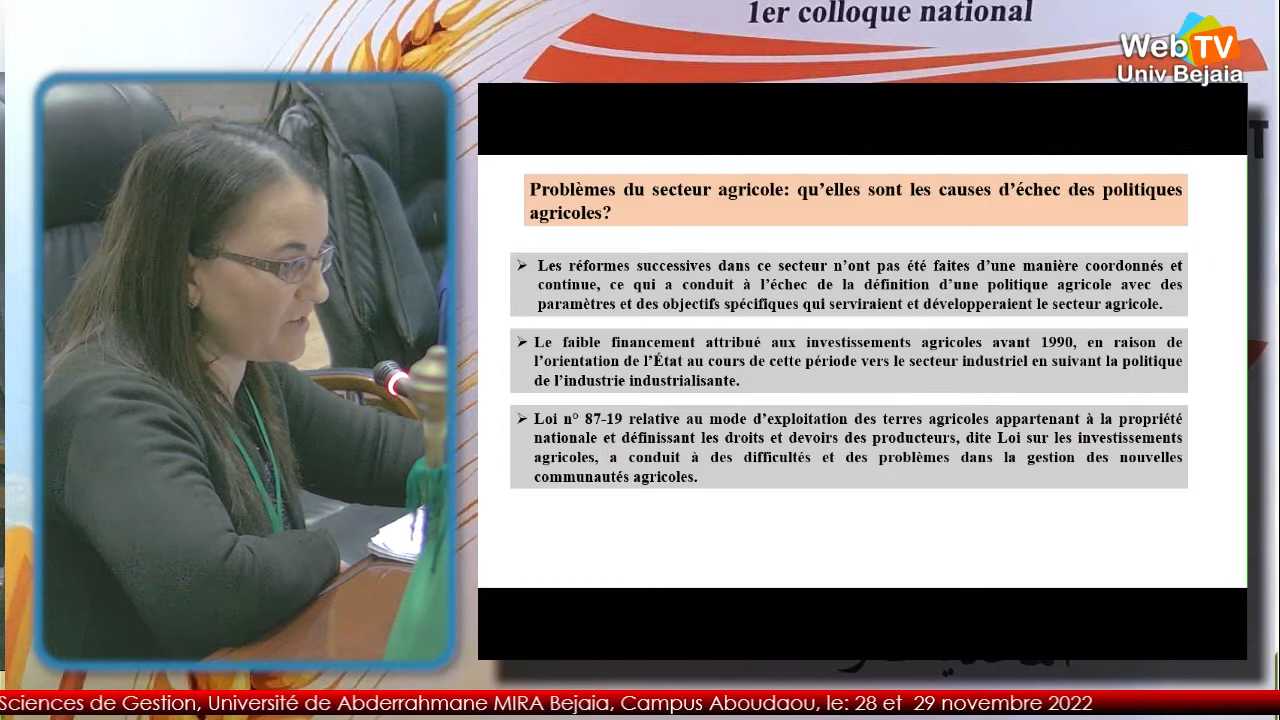 1er colloque national
Web TV
Univ Bejaia
Problèmes du secteur agricole: qu’elles sont les causes d’échec des politiques
agricoles?
➢ Les réformes successives dans ce secteur n’ont pas été faites d’une manière coordonnés et
continue, ce qui a conduit à l’échec de la définition d’une politique agricole avec des
paramètres et des objectifs spécifiques qui serviraient et développeraient le secteur agricole.
➢ Le faible financement attribué aux investissements agricoles avant 1990, en raison de
l’orientation de l’État au cours de cette période vers le secteur industriel en suivant la politique
de l’industrie industrialisante.
➢ Loi n° 87-19 relative au mode d’exploitation des terres agricoles appartenant à la propriété
nationale et définissant les droits et devoirs des producteurs, dite Loi sur les investissements
agricoles, a conduit à des difficultés et des problèmes dans la gestion des nouvelles
communautés agricoles.
Sciences de Gestion, Université de Abderrahmane MIRA Bejaia, Campus Aboudaou, le: 28 et 29 novembre 2022